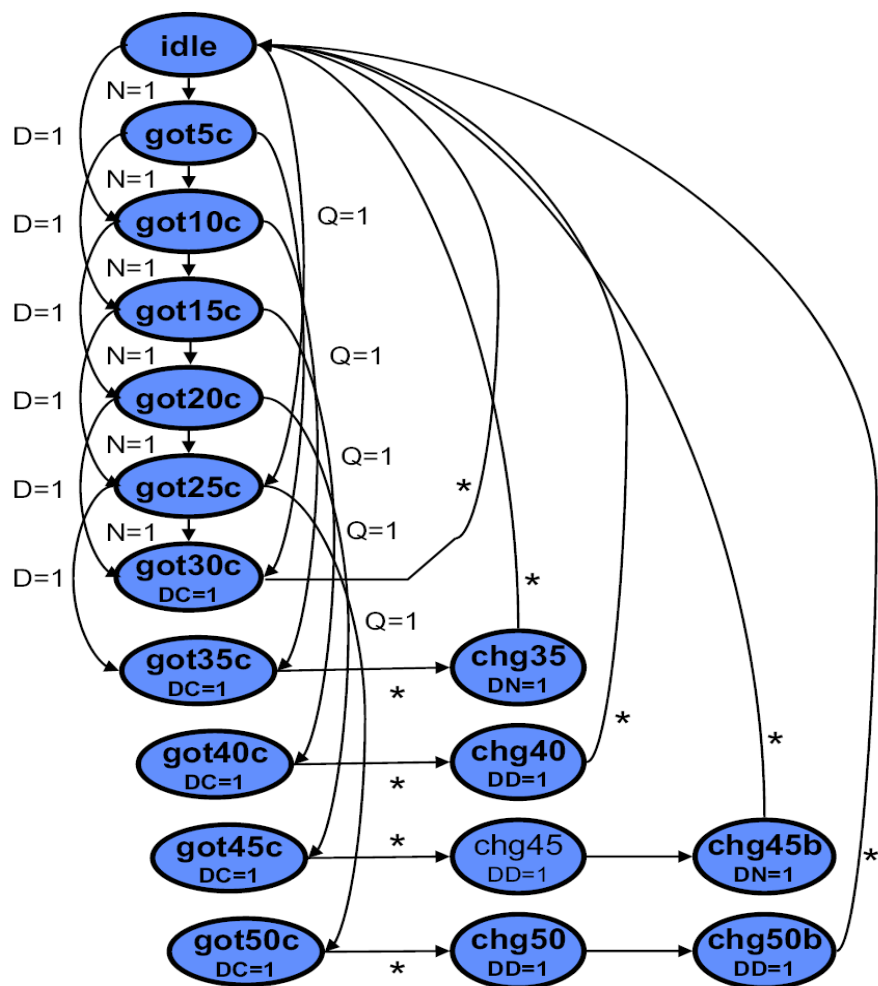 idle
N=1
D=1
got5c
N=1
D=1
got10c
Q=1
N=1
D=1
got15c
Q=1
N=1
D=1
got20c
N=1
Q=1
D=1
got25c
*
N=1
Q=1
D=1
got30c
DC=1
*
Q=1
got35c
DC=1
*
chg35
DN=1
*
got40c
DC=1
*
chg40
DD=1
*
got45c
DC=1
*
chg45
DD=1
chg45b
DN=1
*
got50c
DC=1
*
chg50
DD=1
chg50b
DD=1